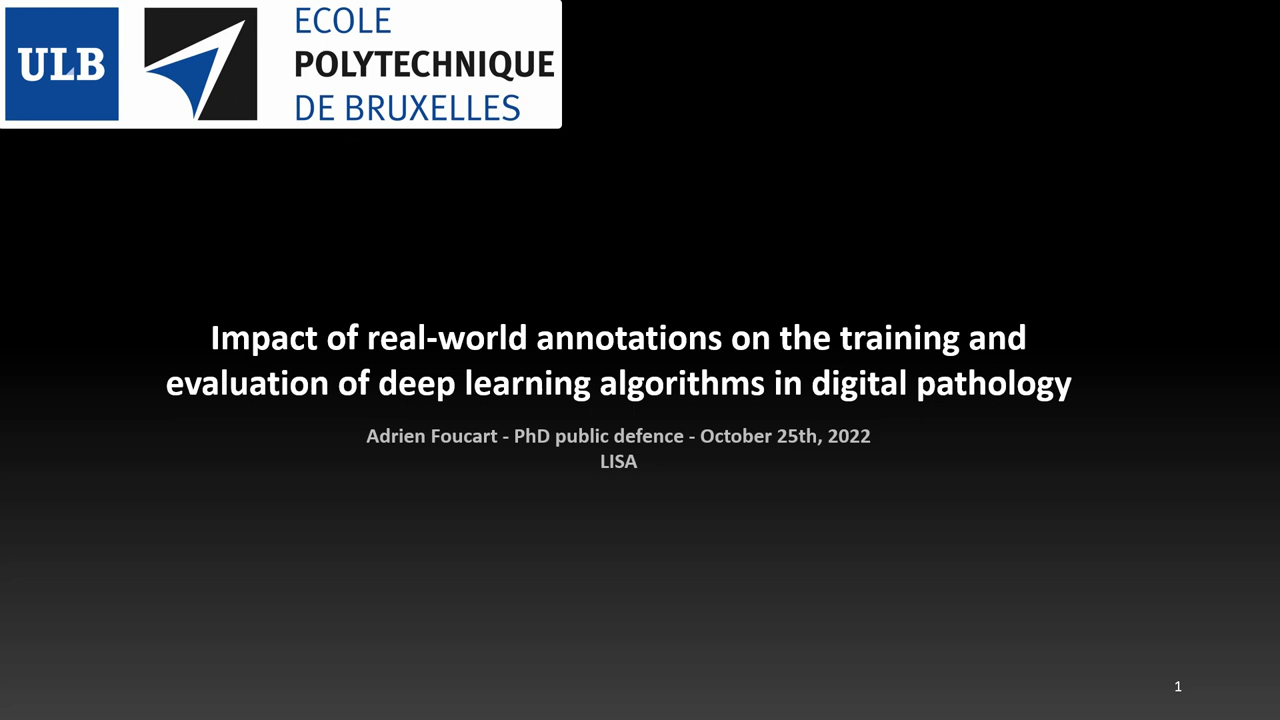 ULB
ECOLE
POLYTECHNIQUE
DE BRUXELLES
Impact of real-world annotations on the training and
evaluation of deep learning algorithms in digital pathology
Adrien Foucart - PhD public defence - October 25th, 2022
LISA
1